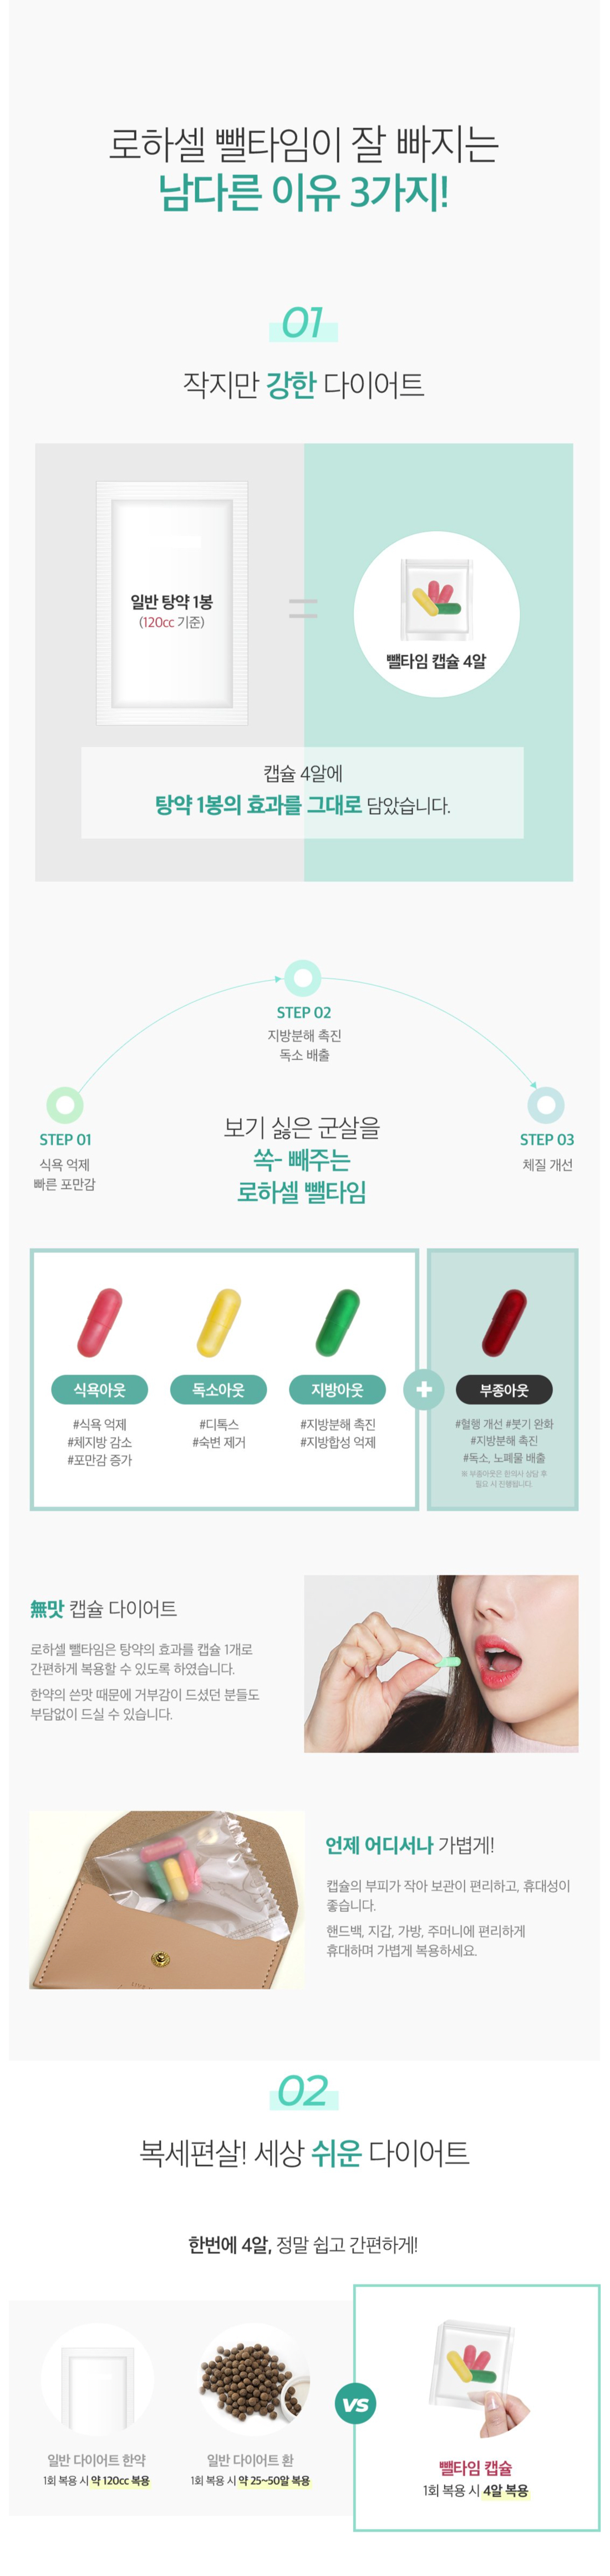 로하셀 뺄타임이 잘 빠지는
남다른 이유 3가지!
01
작지만 강한 다이어트
일반 탕약 1봉
(120cc 기준)
=
뺄타임 캡슐 4알
캡슐 4알에
탕약 1봉의 효과를 그대로 담았습니다.
STEP 02
지방분해 촉진
독소 배출
STEP 01
식욕 억제
빠른 포만감
STEP 03
체질 개선
보기 싫은 군살을
쏙- 빼주는
로하셀 뺄타임
식욕아웃
#식욕 억제
#체지방 감소
#포만감 증가
독소아웃
#디톡스
#숙변 제거
지방아웃
#지방분해 촉진
#지방합성 억제
+
부종아웃
#혈행 개선 #붓기 완화
#지방분해 촉진
#독소, 노폐물 배출
※ 부종아웃은 한의사 상담 후
필요 시 진행됩니다.
無맛 캡슐 다이어트
로하셀 뺄타임은 탕약의 효과를 캡슐 1개로
간편하게 복용할 수 있도록 하였습니다.
한약의 쓴맛 때문에 거부감이 드셨던 분들도
부담없이 드실 수 있습니다.
언제 어디서나 가볍게!
캡슐의 부피가 작아 보관이 편리하고, 휴대성이
좋습니다.
핸드백, 지갑, 가방, 주머니에 편리하게
휴대하며 가볍게 복용하세요.
02
복세편살! 세상 쉬운 다이어트
한번에 4알, 정말 쉽고 간편하게!
일반 다이어트 한약
1회 복용 시 약 120cc 복용
일반 다이어트 환
1회 복용 시 약 25~50알 복용
vs
뺄타임 캡슐
1회 복용 시 4알 복용